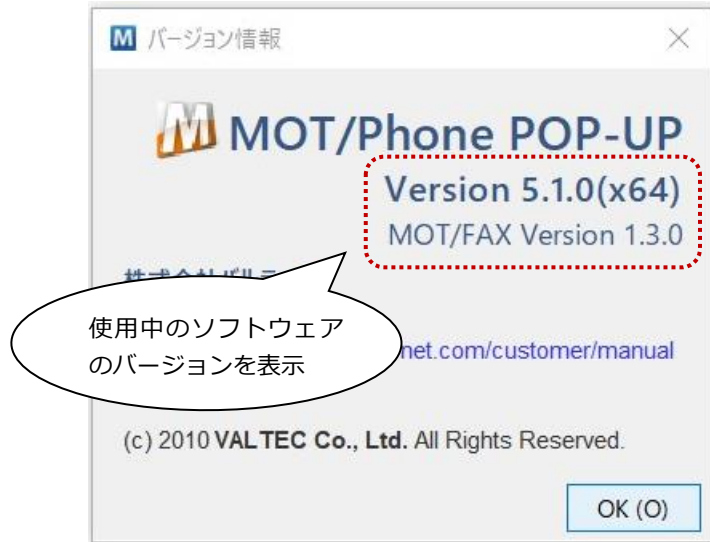 M バージョン情報
MOT/Phone POP-UP
Version 5.1.0(x64)
MOT/FAX Version 1.3.0
使用中のソフトウェア
のバージョンを表示
net.com/customer/manual
(c) 2010 VALTEC Co., Ltd. All Rights Reserved.
OK (O)